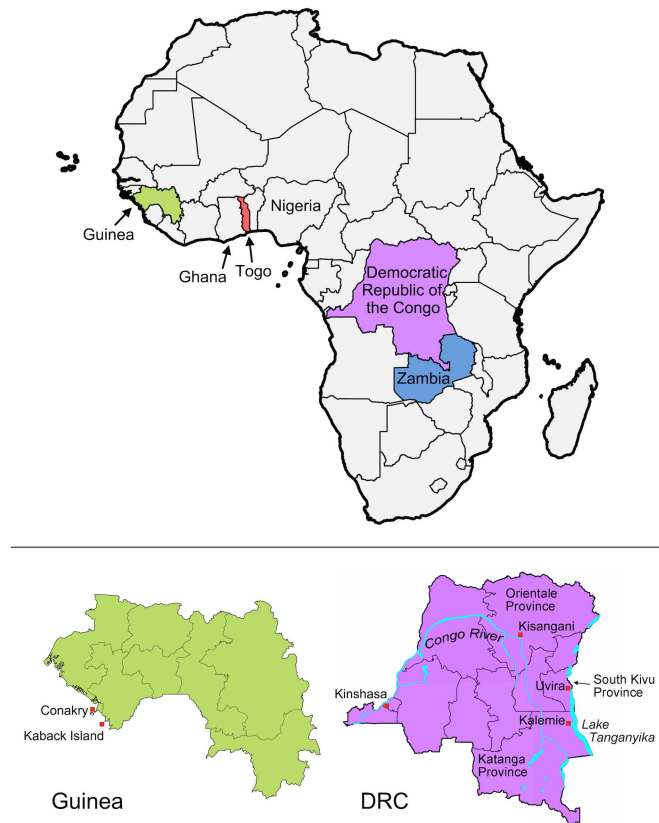 Nigeria
Guinea
Ghana
Togo
Democratic
Republic of
the Congo
Zambia
Orientale
Province
Kisangani
Congo River
South Kivu
Province
Uvira
Kinshasa
Conakry
Kaback Island
Kalemie
Lake
Tanganyika
Katanga
Province
Guinea
DRC